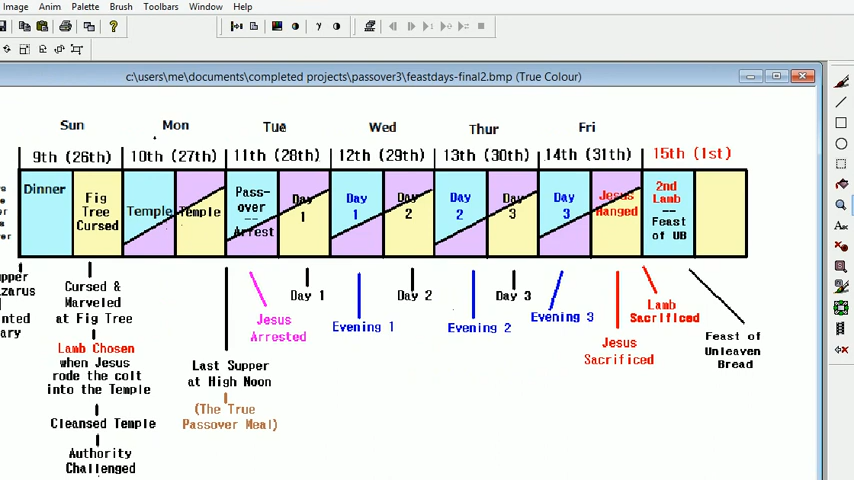 Image Anim Palette Brush Toolbars Window Help
c:\users\me\documents\completed projects\passover3\feastdays-final2.bmp (True Colour)
Sun Mon Tue Wed Thur Fri
9th (26th) 10th (27th) 11th (28th) 12th (29th) 13th (30th) 14th (31th) 15th (1st)
Dinner
Fig
Tree
Cursed
Temple
Temple
Pass-
over
--
Arrest
Day
1
Day
1
Day
2
Day
2
Day
3
Day
3
Jesus
Hanged
2nd
Lamb
--
Feast
of UB
upper
azarus
nted
ary
Cursed &
Marveled
at Fig Tree
Lamb Chosen
when Jesus
rode the colt
into the Temple
Cleansed Temple
Authority
Challenged
Last Supper
at High Noon
(The True
Passover Meal)
Jesus
Arrested
Day 1
Evening 1
Day 2
Evening 2
Day 3
Evening 3
Jesus
Sacrificed
Lamb
Sacrificed
Feast of
Unleaven
Bread